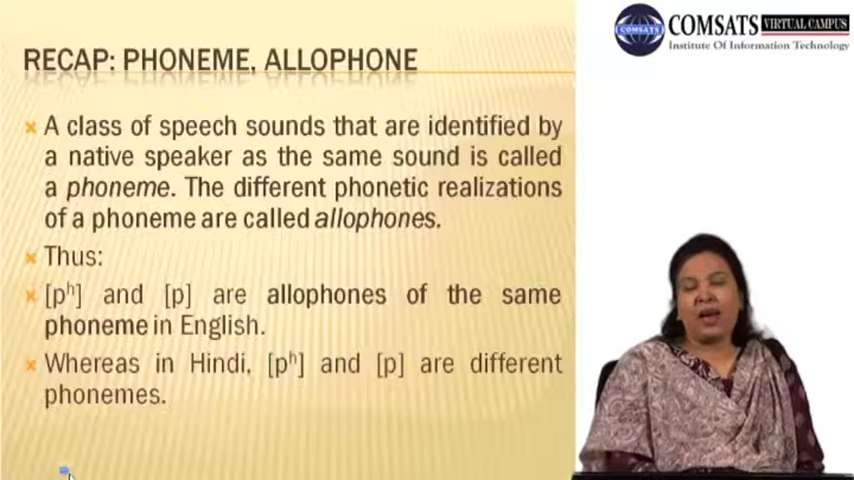 COMSATS VIRTUAL CAMPUS
Institute Of Information Technology
COMSATS
RECAP: PHONEME, ALLOPHONE
A class of speech sounds that are identified by
a native speaker as the same sound is called
a phoneme. The different phonetic realizations
of a phoneme are called allophones.
Thus:
[pʰ] and [p] are allophones of the same
phoneme in English.
Whereas in Hindi, [pʰ] and [p] are different
phonemes.